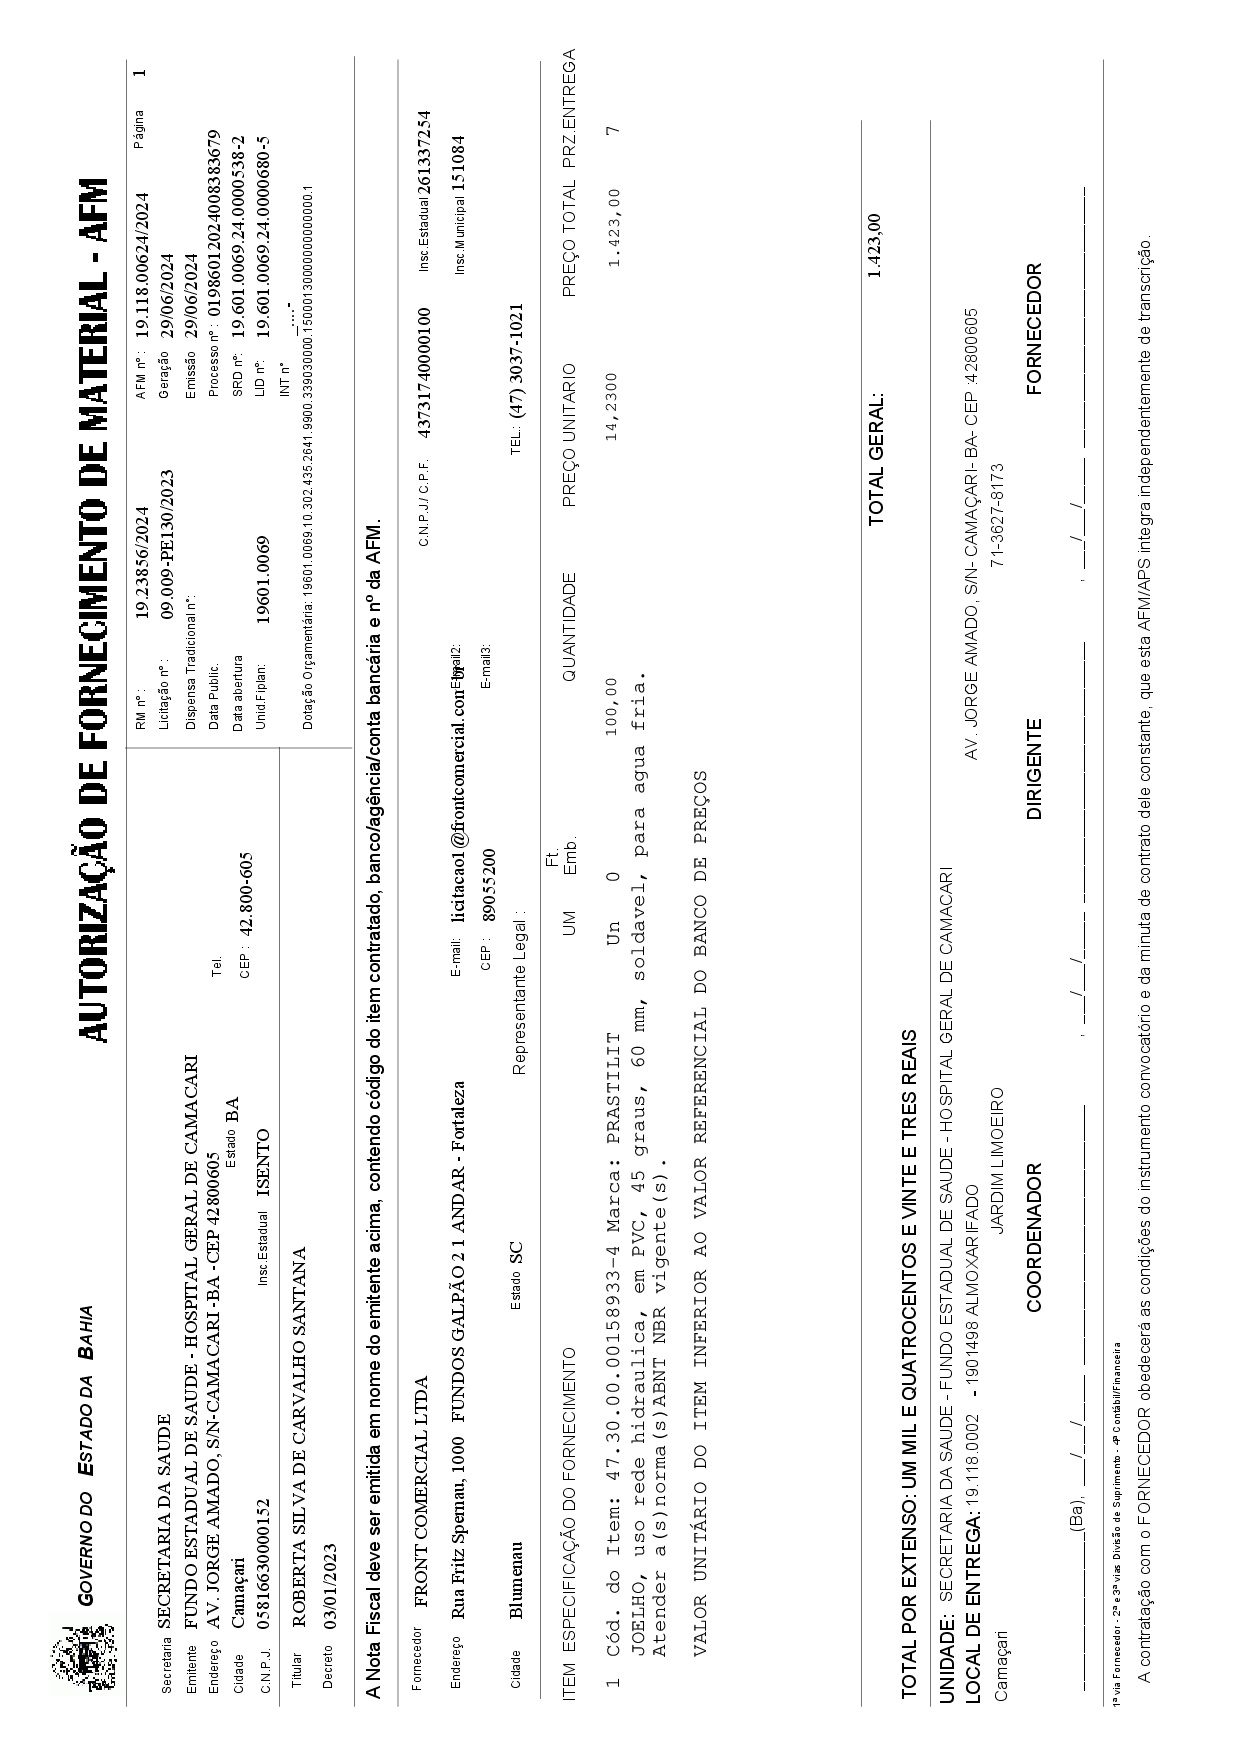 GOVERNO DO ESTADO DA BAHIA
AUTORIZAÇÃO DE FORNECIMENTO DE MATERIAL - AFM
RM nº : 19.23856/2024 AFM nº : 19.118.00624/2024 Página 1
Secretaria SECRETARIA DA SAUDE
Licitação nº : 09.009-PE130/2023 Geração 29/06/2024
Emitente FUNDO ESTADUAL DE SAUDE - HOSPITAL GERAL DE CAMACARI
Dispensa Tradicional n°: Emissão 29/06/2024
Endereço AV. JORGE AMADO, S/N-CAMACARI -BA -CEP 42800605 Tel.
Data Public. Processo nº : 01986012024008383679
Cidade Camaçari Estado BA CEP : 42.800-605
Data abertura SRD nº: 19.601.0069.24.0000538-2
C.N.P.J. 05816630000152 Insc.Estadual ISENTO
Unid.Fiplan: 19601.0069 LID nº: 19.601.0069.24.0000680-5
INT n° _....-
Titular ROBERTA SILVA DE CARVALHO SANTANA
Dotação Orçamentária: 19601.0069.10.302.435.2641.9900.339030000.15000130000000000000.1
Decreto 03/01/2023
A Nota Fiscal deve ser emitida em nome do emitente acima, contendo código do item contratado, banco/agência/conta bancária e nº da AFM.
Fornecedor FRONT COMERCIAL LTDA C.N.P.J./ C.P.F. 43731740000100 Insc.Estadual 261337254
Endereço Rua Fritz Spernau, 1000 FUNDOS GALPÃO 2 1 ANDAR - Fortaleza E-mail: licitacao1@frontcomercial.com br E-mail2: Insc.Municipal 151084
CEP : 89055200 E-mail3:
Cidade Blumenau Estado SC Representante Legal : TEL.: (47) 3037-1021
ITEM ESPECIFICAÇÃO DO FORNECIMENTO UM Ft. Emb. QUANTIDADE PREÇO UNITARIO PREÇO TOTAL PRZ.ENTREGA
1 Cód. do Item: 47.30.00.00158933-4 Marca: PRASTILIT Un 0 100,00 14,2300 1.423,00 7
JOELHO, uso rede hidraulica, em PVC, 45 graus, 60 mm, soldavel, para agua fria.
Atender a(s)norma(s)ABNT NBR vigente(s).
VALOR UNITÁRIO DO ITEM INFERIOR AO VALOR REFERENCIAL DO BANCO DE PREÇOS
TOTAL GERAL: 1.423,00
TOTAL POR EXTENSO: UM MIL E QUATROCENTOS E VINTE E TRES REAIS
UNIDADE: SECRETARIA DA SAUDE - FUNDO ESTADUAL DE SAUDE - HOSPITAL GERAL DE CAMACARI
LOCAL DE ENTREGA: 19.118.0002 - 1901498 ALMOXARIFADO AV. JORGE AMADO, S/N- CAMAÇARI- BA- CEP :42800605
Camaçari JARDIM LIMOEIRO 71-3627-8173
COORDENADOR DIRIGENTE FORNECEDOR
_________________(Ba), ___/___/_____ ____________________________ , ___/___/_____ ____________________________ , ___/___/_____ ____________________________
1ª via Fornecedor - 2ª e 3ª vias Divisão de Suprimento - 4ª Contábil/Financeira
A contratação com o FORNECEDOR obedecerá as condições do instrumento convocatório e da minuta de contrato dele constante, que esta AFM/APS integra independentemente de transcrição.